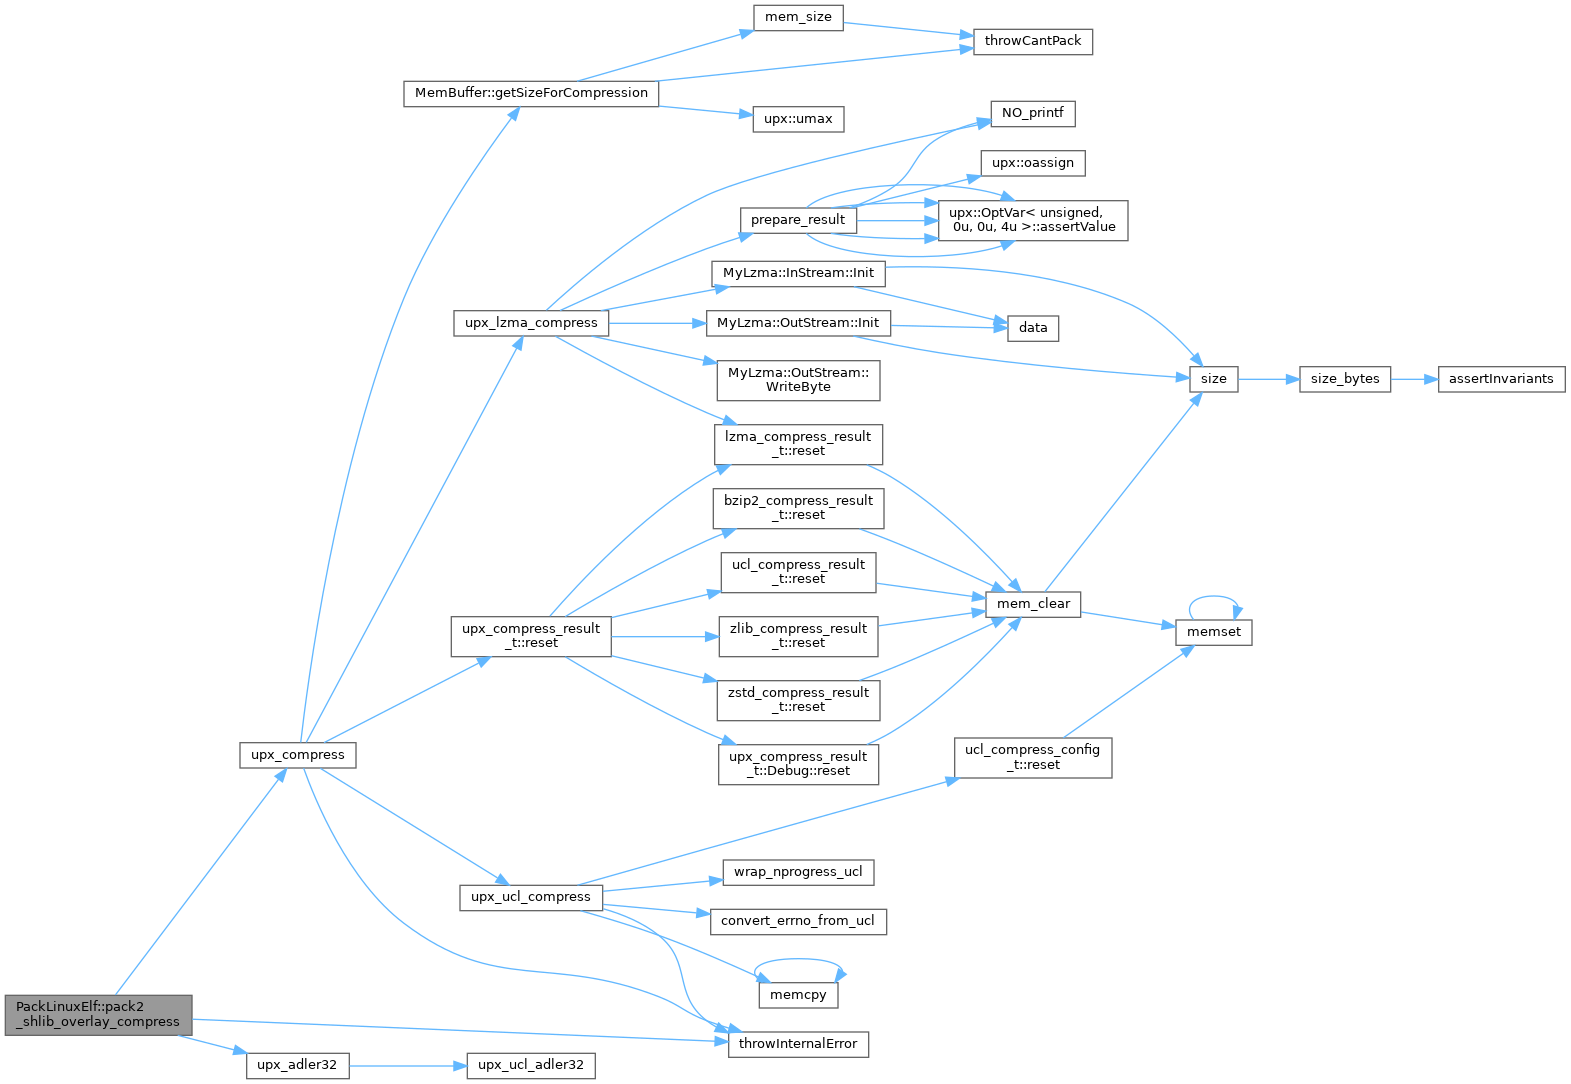 mem_size
throwCantPack
MemBuffer::getSizeForCompression
NO_printf
upx::umax
upx::oassign
prepare_result
upx::OptVar< unsigned,
0u, 0u, 4u >::assertValue
MyLzma::InStream::Init
upx_lzma_compress
MyLzma::OutStream::Init
data
MyLzma::OutStream::
WriteByte
size
size_bytes
assertInvariants
lzma_compress_result
_t::reset
bzip2_compress_result
_t::reset
ucl_compress_result
_t::reset
mem_clear
upx_compress_result
_t::reset
zlib_compress_result
_t::reset
memset
zstd_compress_result
_t::reset
upx_compress
upx_compress_result
_t::Debug::reset
ucl_compress_config
_t::reset
wrap_nprogress_ucl
upx_ucl_compress
convert_errno_from_ucl
memcpy
PackLinuxElf::pack2
_shlib_overlay_compress
throwInternalError
upx_adler32
upx_ucl_adler32